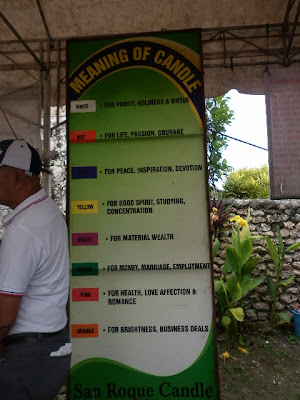 MEANING OF CANDLE
WHITE • FOR PURITY, HOLINESS & VIRTUE
RED • FOR LIFE, PASSION, COURAGE
• FOR PEACE, INSPIRATION, DEVOTION
YELLOW • FOR GOOD SPIRIT, STUDYING,
CONCENTRATION
• FOR MATERIAL WEALTH
GREEN • FOR MONEY, MARRIAGE, EMPLOYMENT
PINK • FOR HEALTH, LOVE AFFECTION &
ROMANCE
ORANGE • FOR BRIGHTNESS, BUSINESS DEALS
San Roque Candle